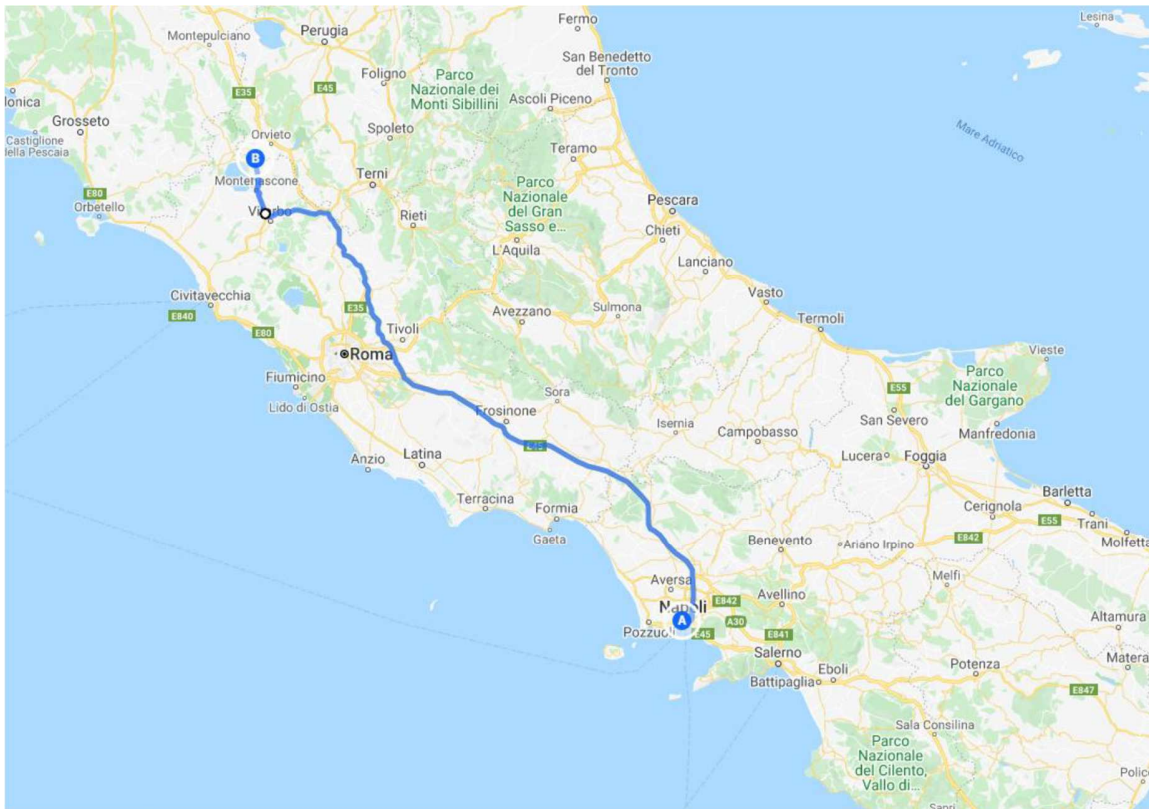 Lesina
Fermo
Montepulciano
Perugia
San Benedetto
del Tronto
Foligno
Parco
Nazionale dei
Monti Sibillini
E35
E45
Ascoli Piceno
Grosseto
Orvieto
Spoleto
Mare Adriatico
Castiglione
della Pescaia
B
Teramo
Terni
E80
Parco
Nazionale
del Gran
Sasso e...
Orbetello
Rieti
Pescara
Chieti
L'Aquila
Lanciano
Civitavecchia
E840
E35
Avezzano
Sulmona
Vasto
E80
Tivoli
Termoli
Roma
Vieste
Parco
Nazionale
del Gargano
Fiumicino
Lido di Ostia
Sora
E55
Frosinone
San Severo
Isernia
Campobasso
Manfredonia
E45
Latina
Lucera
Foggia
Anzio
Terracina
Formia
Gaeta
Barletta
Cerignola
Trani
E55
Molfetta
Benevento
Ariano Irpino
E842
Aversa
Melfi
Napoli
E842
Avellino
A
A30
Altamura
E45
E841
Salerno
Matera
Eboli
Potenza
Battipaglia
E847
Sala Consilina
Parco
Nazionale
del Cilento,
Vallo di...